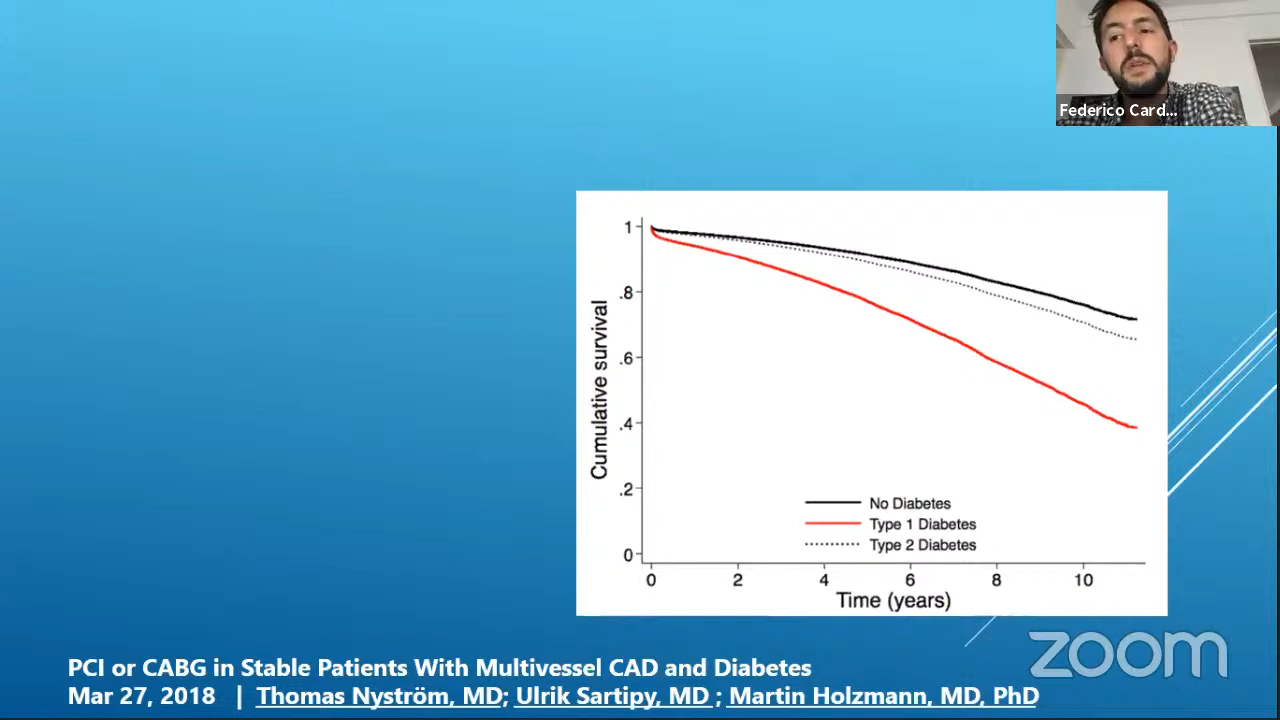 Federico Card...
1
.8
.6
.4
.2
0
Cumulative survival
No Diabetes
Type 1 Diabetes
Type 2 Diabetes
0 2 4 6 8 10
Time (years)
zoom
PCI or CABG in Stable Patients With Multivessel CAD and Diabetes
Mar 27, 2018 | Thomas Nyström, MD; Ulrik Sartipy, MD ; Martin Holzmann, MD, PhD